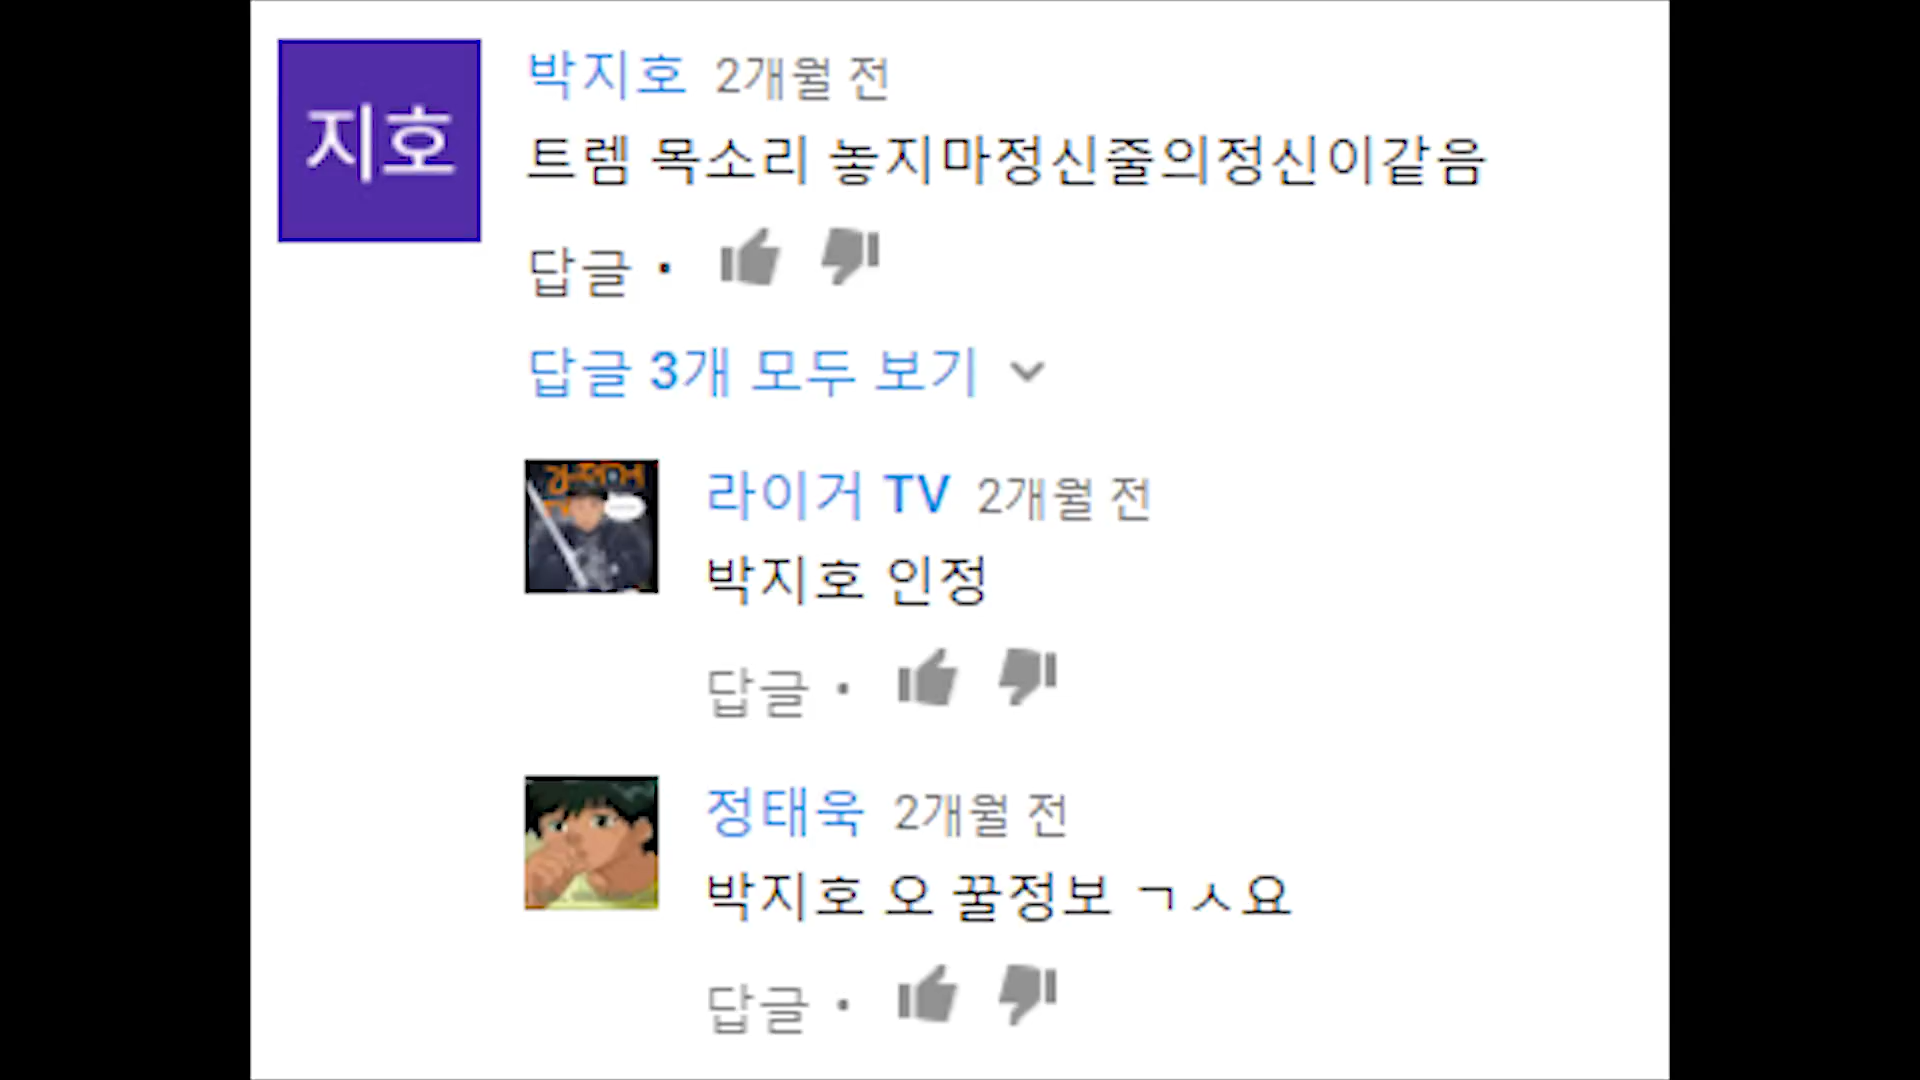 지호
박지호 2개월 전
트렘 목소리 놓지마정신줄의정신이같음
답글 •
답글 3개 모두 보기
라이거 TV 2개월 전
박지호 인정
답글 •
정태욱 2개월 전
박지호 오 꿀정보 ㄱㅅ요
답글 •